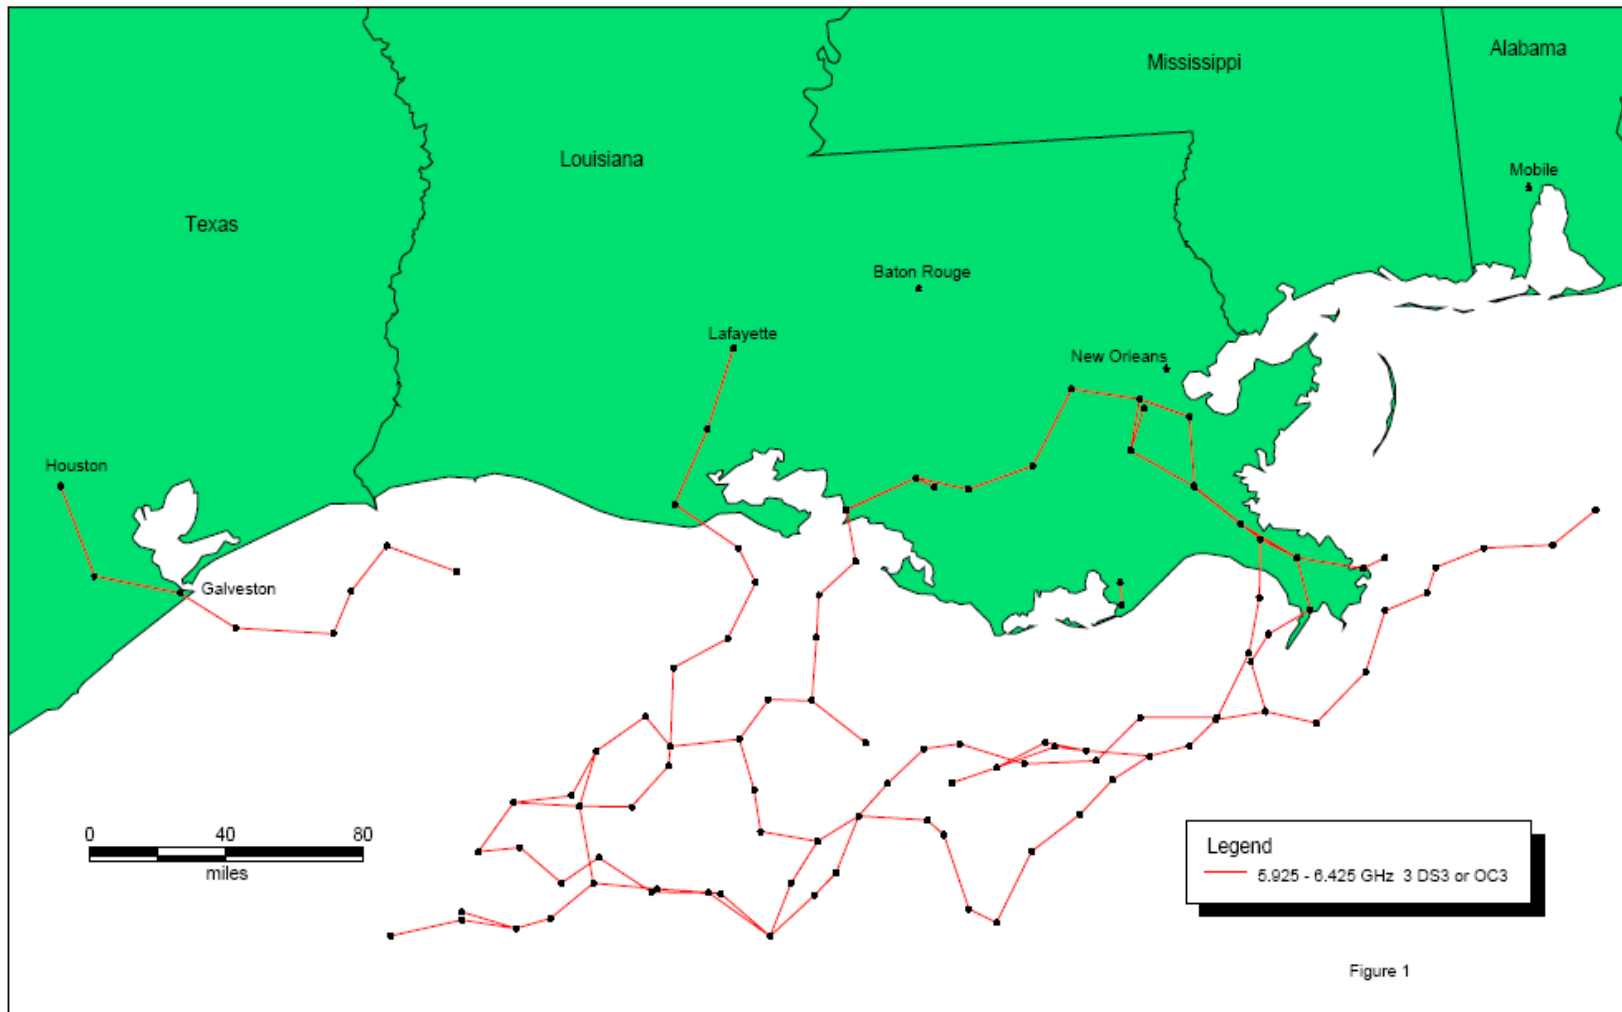 Alabama
Mississippi
Louisiana
Mobile
Texas
Baton Rouge
Lafayette
New Orleans
Houston
Galveston
0 40 80
miles
Legend
5.925 - 6.425 GHz 3 DS3 or OC3
Figure 1